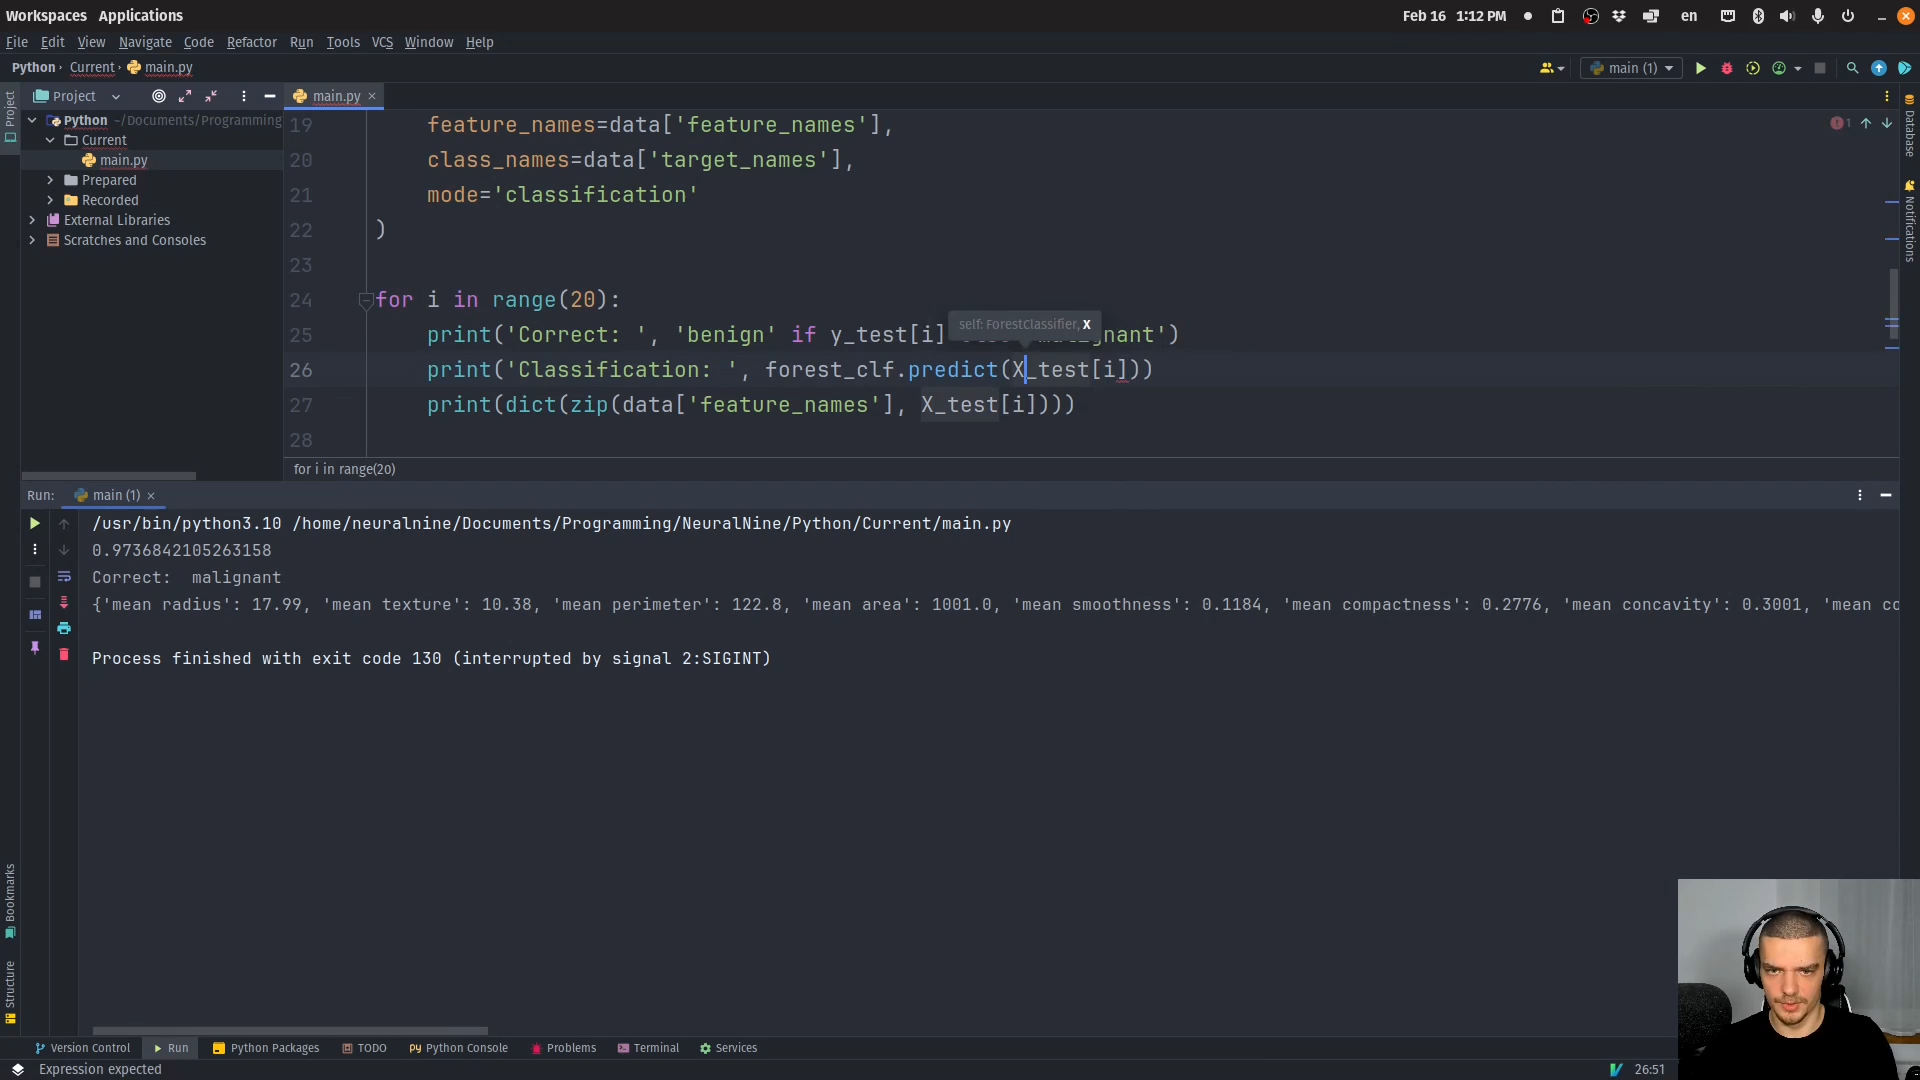 Workspaces Applications
Feb 16 1:12 PM
en
File Edit View Navigate Code Refactor Run Tools VCS Window Help
Python Current main.py
main (1)
Project
Project
main.py
Python ~/Documents/Programming
Current
main.py
Prepared
Recorded
External Libraries
Scratches and Consoles
1
Database
Notifications
19 feature_names=data['feature_names'],
20 class_names=data['target_names'],
21 mode='classification'
22 )
23
24 for i in range(20):
self: ForestClassifier, X
25 print('Correct: ', 'benign' if y_test[i] malignant')
26 print('Classification: ', forest_clf.predict(X_test[i]))
27 print(dict(zip(data['feature_names'], X_test[i])))
28
for i in range(20)
Run: main (1)
/usr/bin/python3.10 /home/neuralnine/Documents/Programming/NeuralNine/Python/Current/main.py
0.9736842105263158
Correct:  malignant
{'mean radius': 17.99, 'mean texture': 10.38, 'mean perimeter': 122.8, 'mean area': 1001.0, 'mean smoothness': 0.1184, 'mean compactness': 0.2776, 'mean concavity': 0.3001, 'mean co
Process finished with exit code 130 (interrupted by signal 2:SIGINT)
Bookmarks
Structure
Version Control Run Python Packages TODO Python Console Problems Terminal Services
Expression expected
26:51